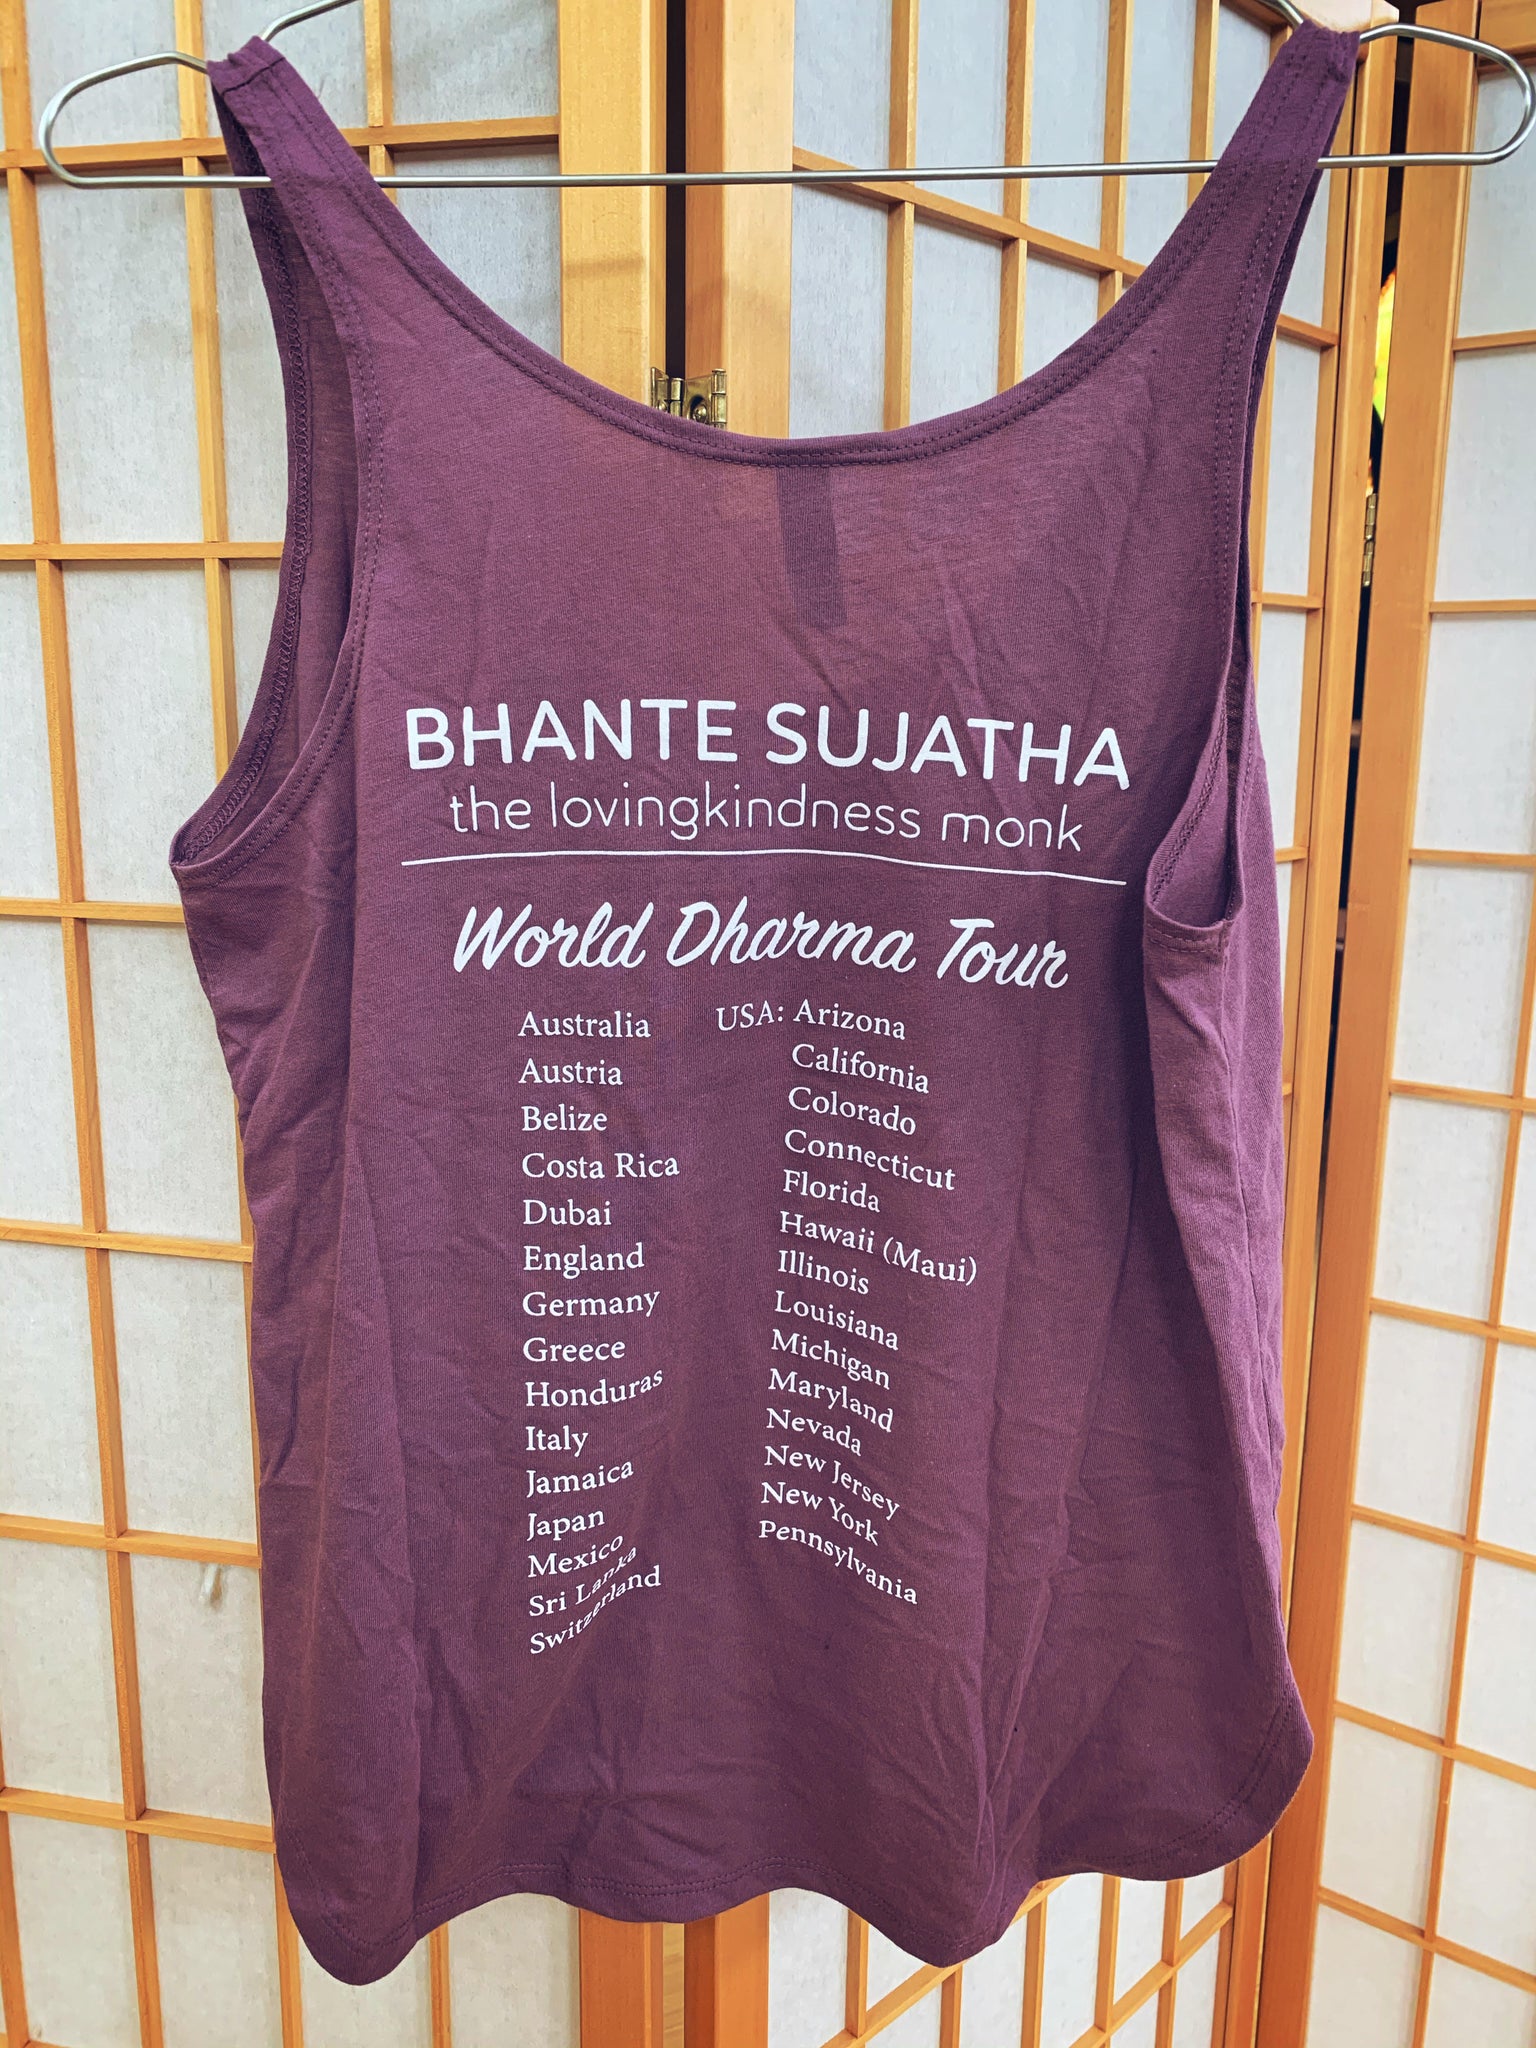 BHANTE SUJATHA
the lovingkindness monk
World Dharma Tour
Australia
Austria
Belize
Costa Rica
Dubai
England
Germany
Greece
Honduras
Italy
Jamaica
Japan
Mexico
Sri Lanka
Switzerland
USA: Arizona
California
Colorado
Connecticut
Florida
Hawaii (Maui)
Illinois
Louisiana
Michigan
Maryland
Nevada
New Jersey
New York
Pennsylvania